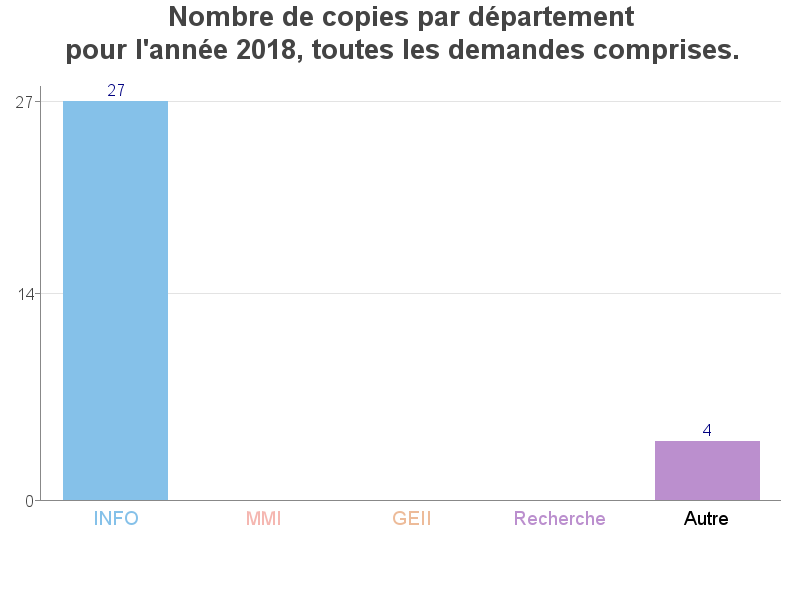 Nombre de copies par département
pour l'année 2018, toutes les demandes comprises.
27
27
14
4
0
INFO MMI GEII Recherche Autre